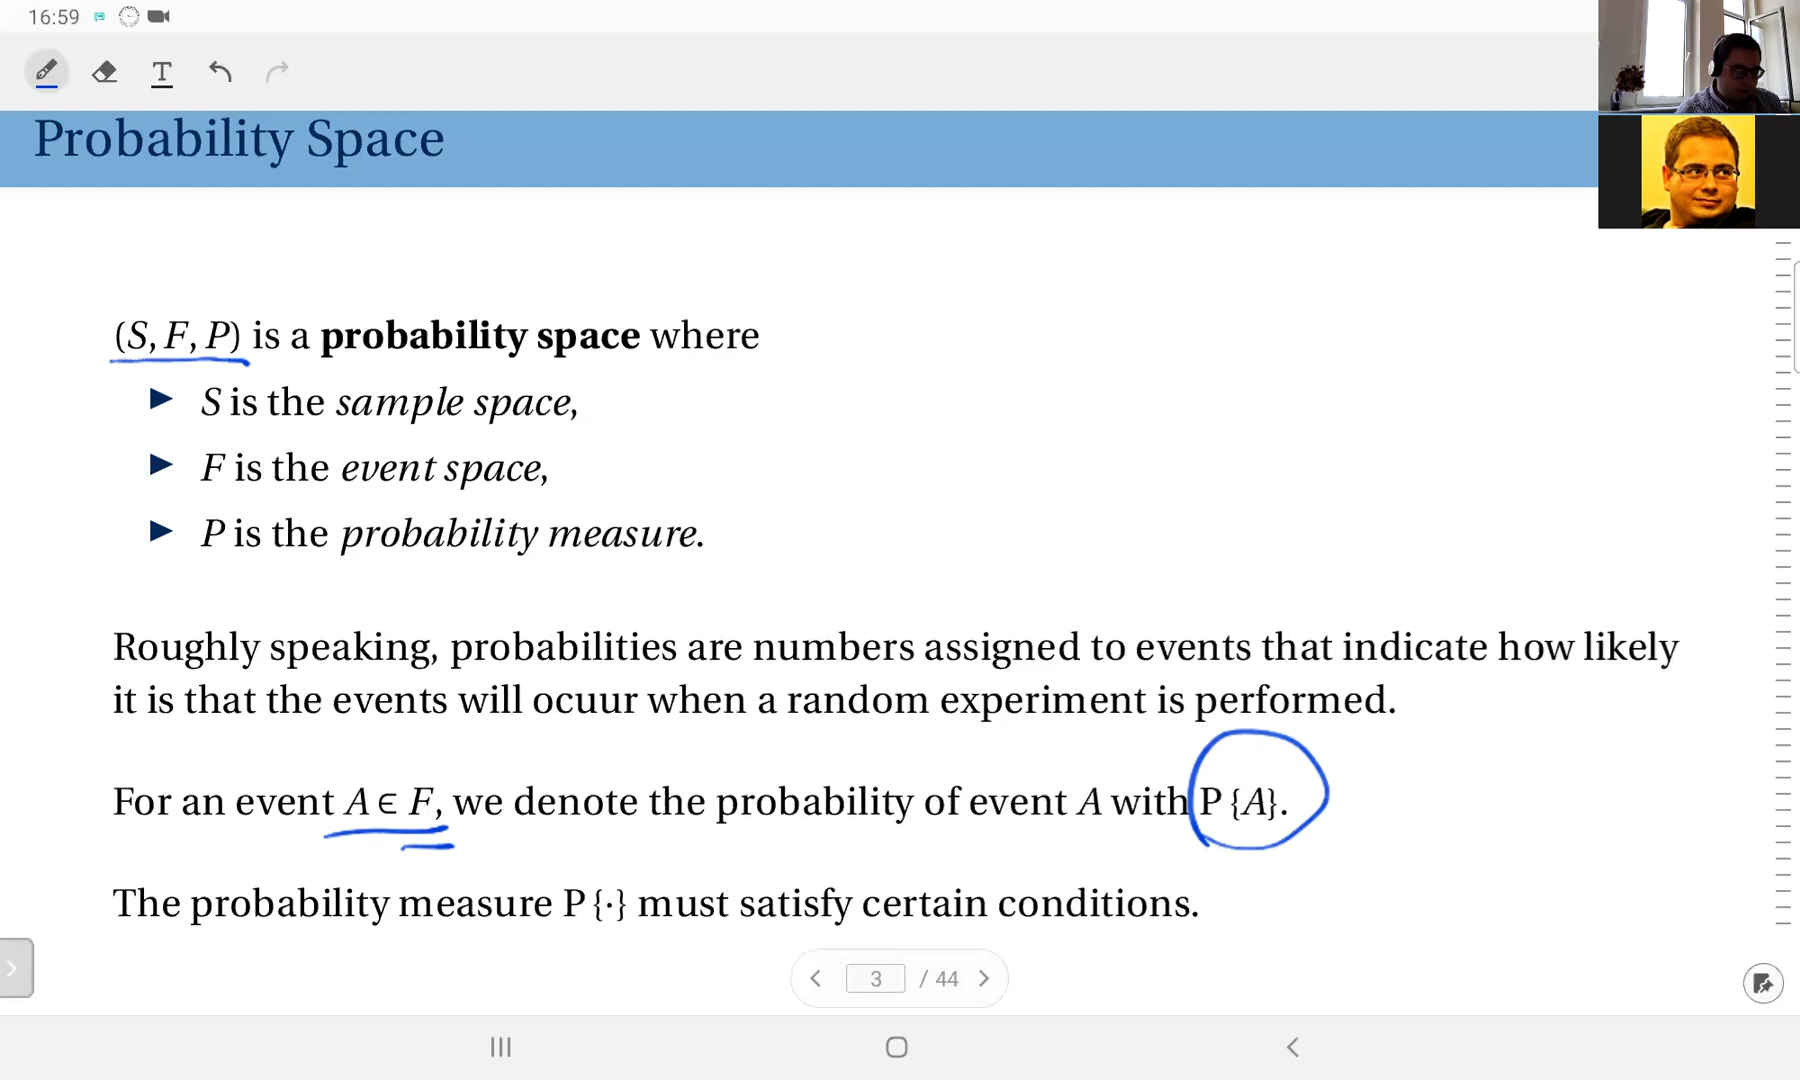 16:59
Probability Space
(S, F, P) is a probability space where
▶ S is the sample space,
▶ F is the event space,
▶ P is the probability measure.
Roughly speaking, probabilities are numbers assigned to events that indicate how likely
it is that the events will ocuur when a random experiment is performed.
For an event A ∈ F, we denote the probability of event A with P {A}.
The probability measure P {·} must satisfy certain conditions.
3 / 44